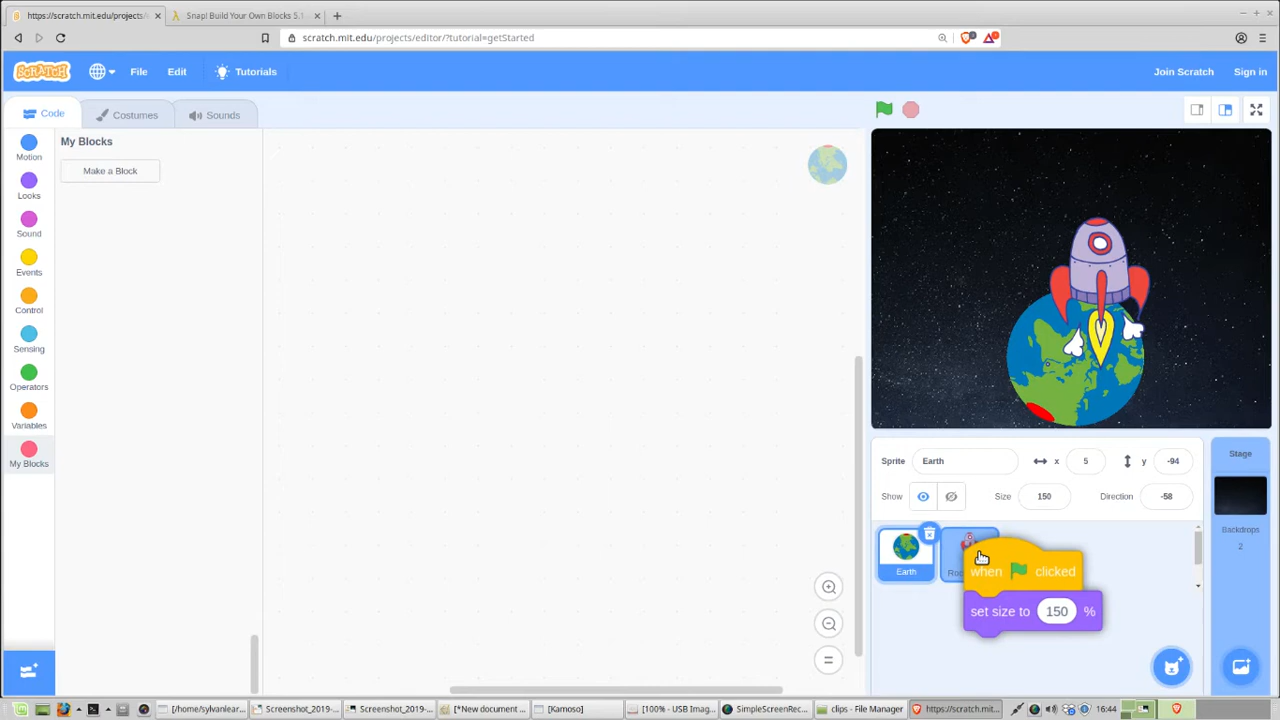 https://scratch.mit.edu/projects/e
Snap! Build Your Own Blocks 5.1
scratch.mit.edu/projects/editor/?tutorial=getStarted
SCRATCH
File
Edit
Tutorials
Join Scratch
Sign in
Code
Costumes
Sounds
My Blocks
Make a Block
Motion
Looks
Sound
Events
Control
Sensing
Operators
Variables
My Blocks
Sprite
Earth
x
5
y
-94
Show
Size
150
Direction
-58
Stage
Backdrops
2
Earth
when clicked
set size to 150 %
[/home/sylvanlear...
Screenshot_2019-...
Screenshot_2019-...
[*New document ...
[Kamoso]
[100% - USB Imag...
SimpleScreenRec...
clips - File Manager
https://scratch.mit...
16:44